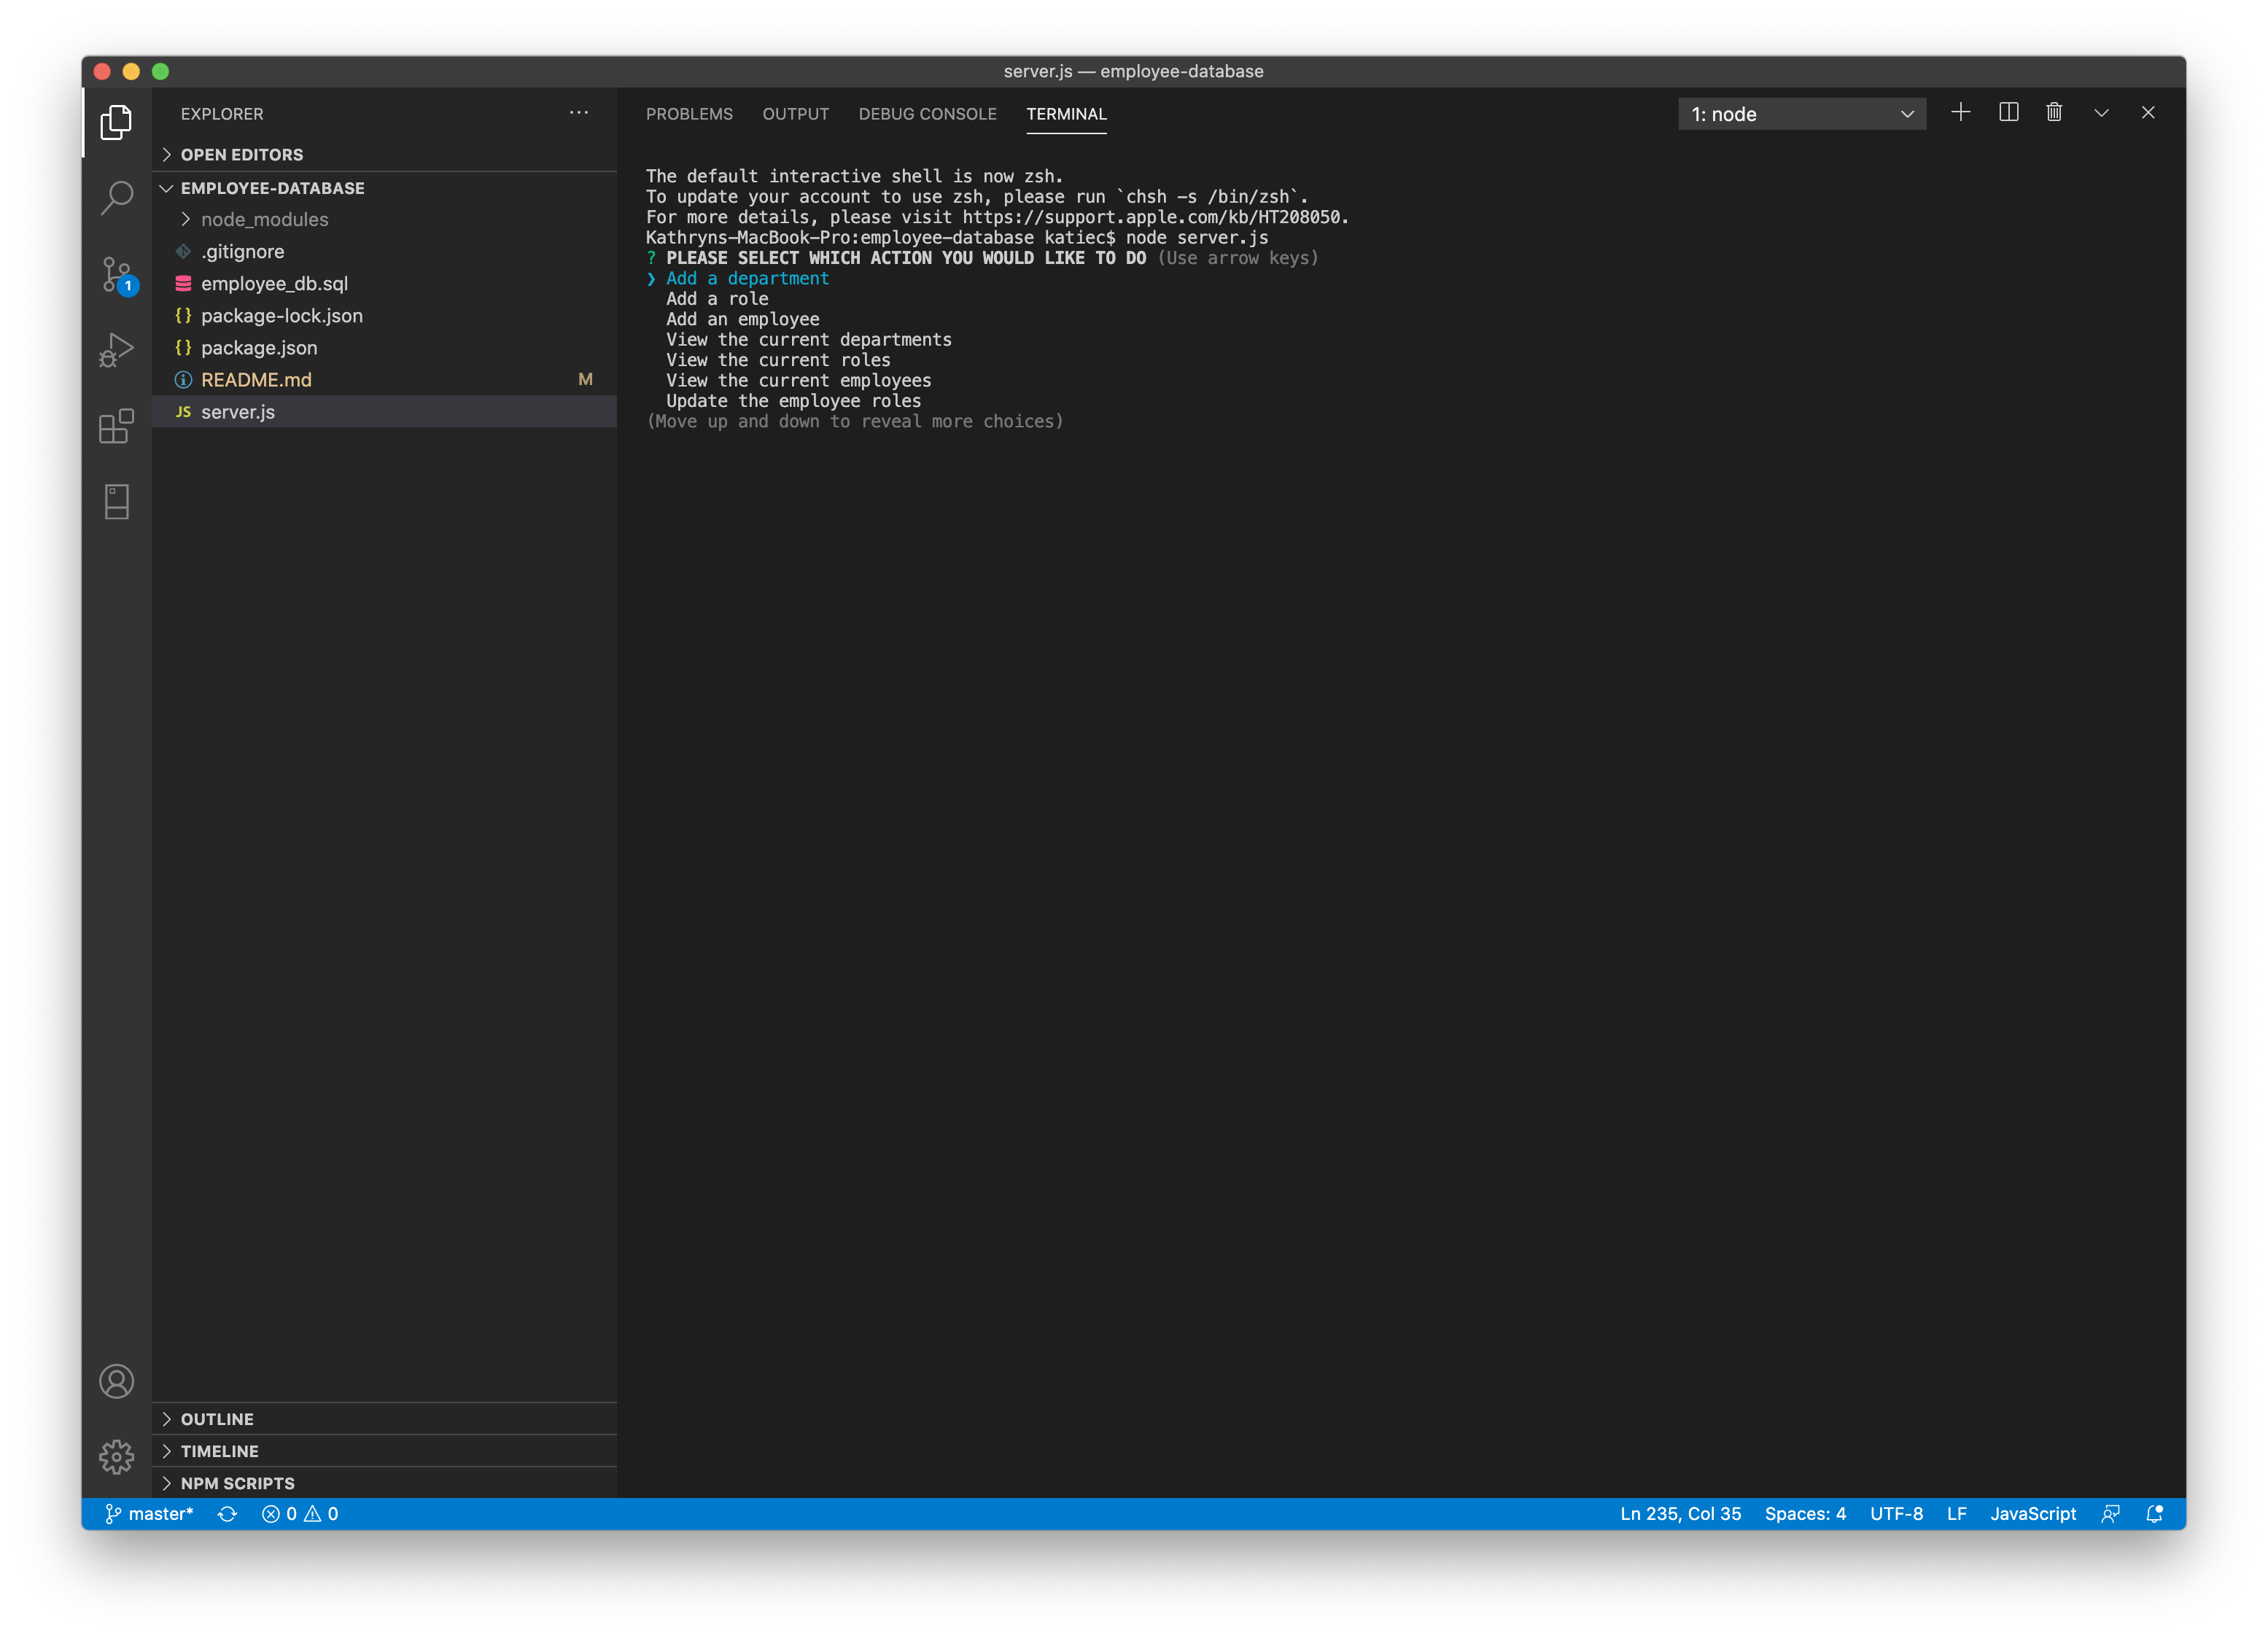 server.js — employee-database
EXPLORER
OPEN EDITORS
EMPLOYEE-DATABASE
node_modules
.gitignore
employee_db.sql
{} package-lock.json
{} package.json
README.md M
JS server.js
1
OUTLINE
TIMELINE
NPM SCRIPTS
PROBLEMS OUTPUT DEBUG CONSOLE TERMINAL
1: node
The default interactive shell is now zsh.
To update your account to use zsh, please run `chsh -s /bin/zsh`.
For more details, please visit https://support.apple.com/kb/HT208050.
Kathryns-MacBook-Pro:employee-database katiec$ node server.js
? PLEASE SELECT WHICH ACTION YOU WOULD LIKE TO DO (Use arrow keys)
❯ Add a department
Add a role
Add an employee
View the current departments
View the current roles
View the current employees
Update the employee roles
(Move up and down to reveal more choices)
master* 0 0 Ln 235, Col 35 Spaces: 4 UTF-8 LF JavaScript